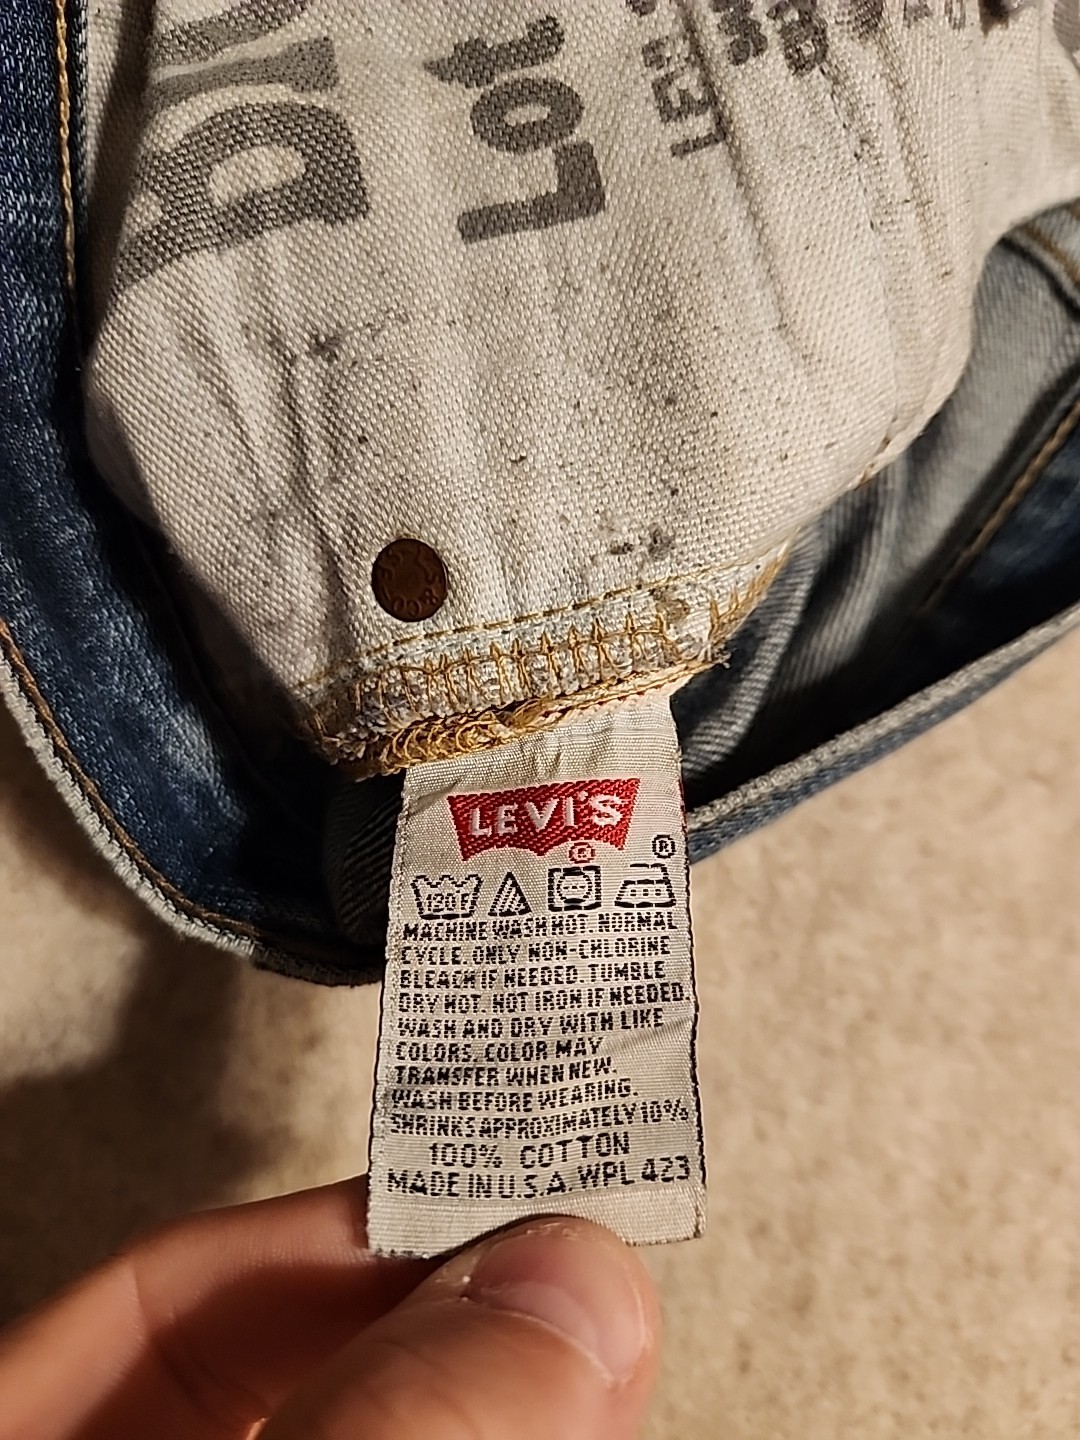 Lot
LEVI'S
®
®
120F
MACHINE WASH HOT. NORMAL
CYCLE. ONLY NON-CHLORINE
BLEACH IF NEEDED. TUMBLE
DRY HOT. HOT IRON IF NEEDED.
WASH AND DRY WITH LIKE
COLORS. COLOR MAY
TRANSFER WHEN NEW.
WASH BEFORE WEARING.
SHRINKS APPROXIMATELY 10%
100% COTTON
MADE IN U.S.A. WPL 423